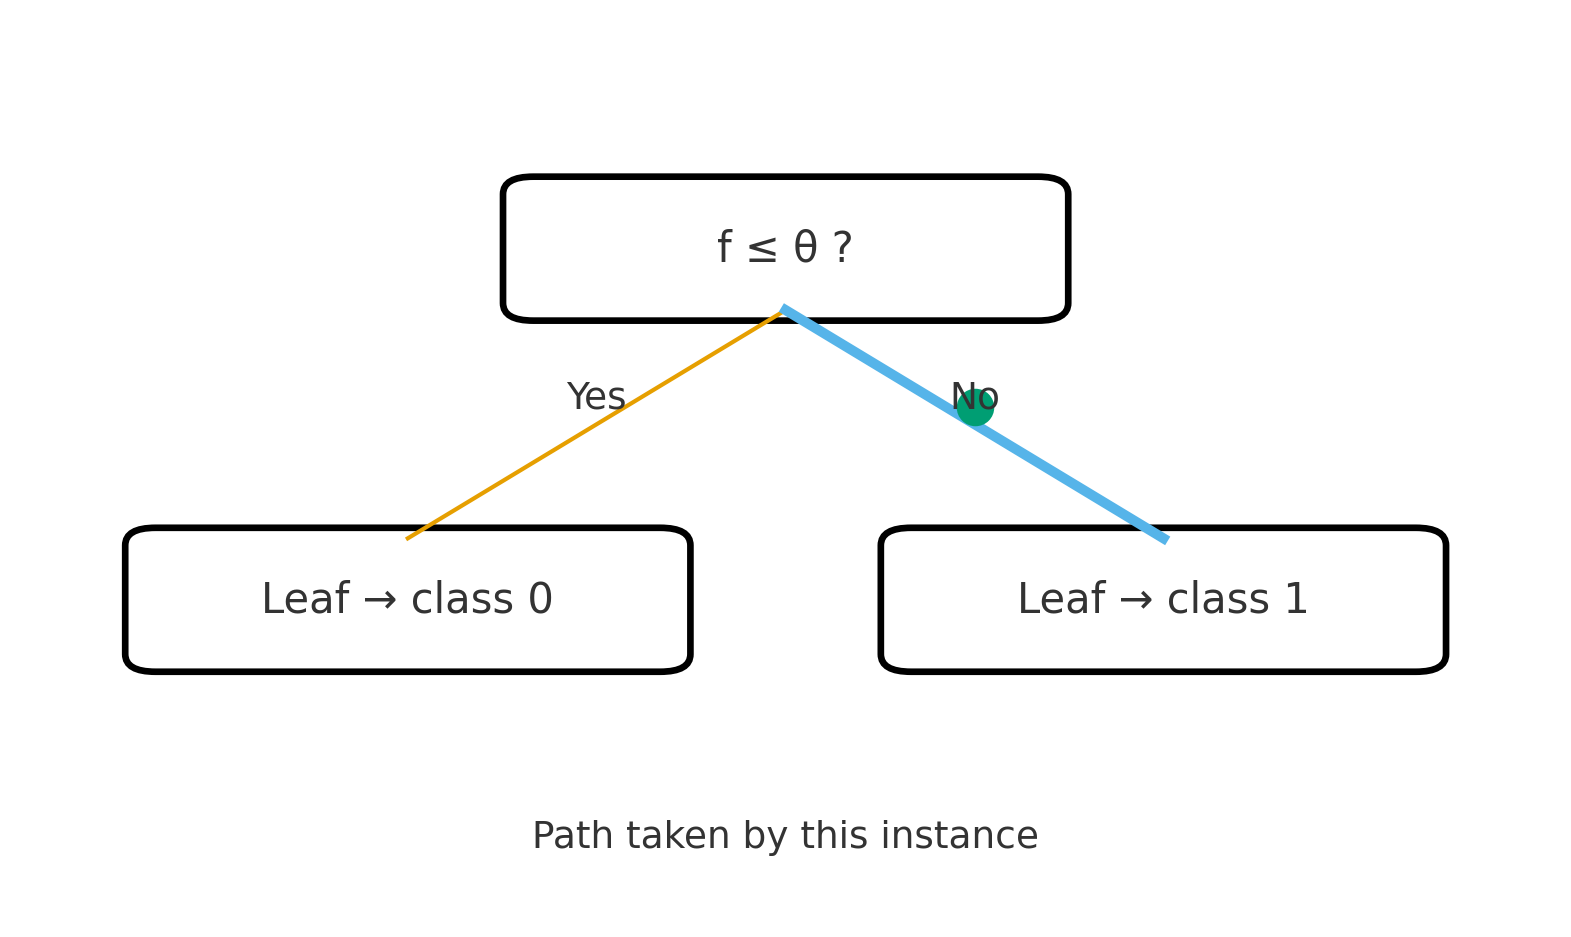 f ≤ θ ?
Yes
No
Leaf → class 0
Leaf → class 1
Path taken by this instance